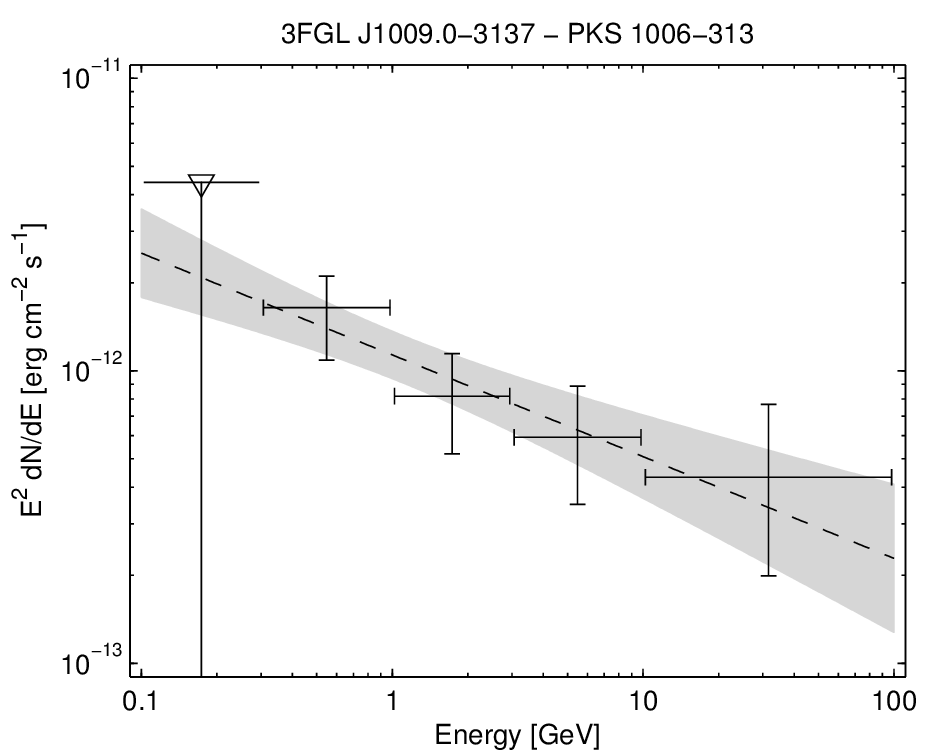 3FGL J1009.0−3137 − PKS 1006−313
10⁻¹¹
10⁻¹²
10⁻¹³
E² dN/dE [erg cm⁻² s⁻¹]
0.1 1 10 100
Energy [GeV]